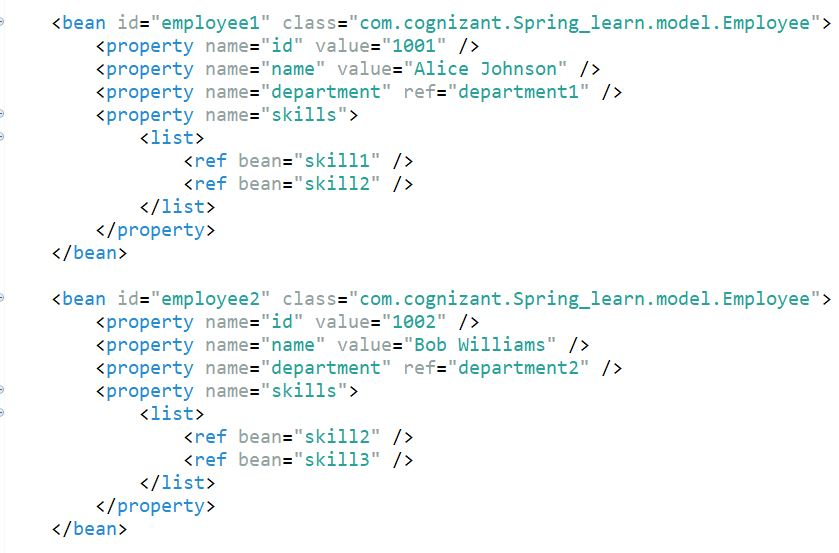 <bean id="employee1" class="com.cognizant.Spring_learn.model.Employee">
    <property name="id" value="1001" />
    <property name="name" value="Alice Johnson" />
    <property name="department" ref="department1" />
    <property name="skills">
        <list>
            <ref bean="skill1" />
            <ref bean="skill2" />
        </list>
    </property>
</bean>

<bean id="employee2" class="com.cognizant.Spring_learn.model.Employee">
    <property name="id" value="1002" />
    <property name="name" value="Bob Williams" />
    <property name="department" ref="department2" />
    <property name="skills">
        <list>
            <ref bean="skill2" />
            <ref bean="skill3" />
        </list>
    </property>
</bean>